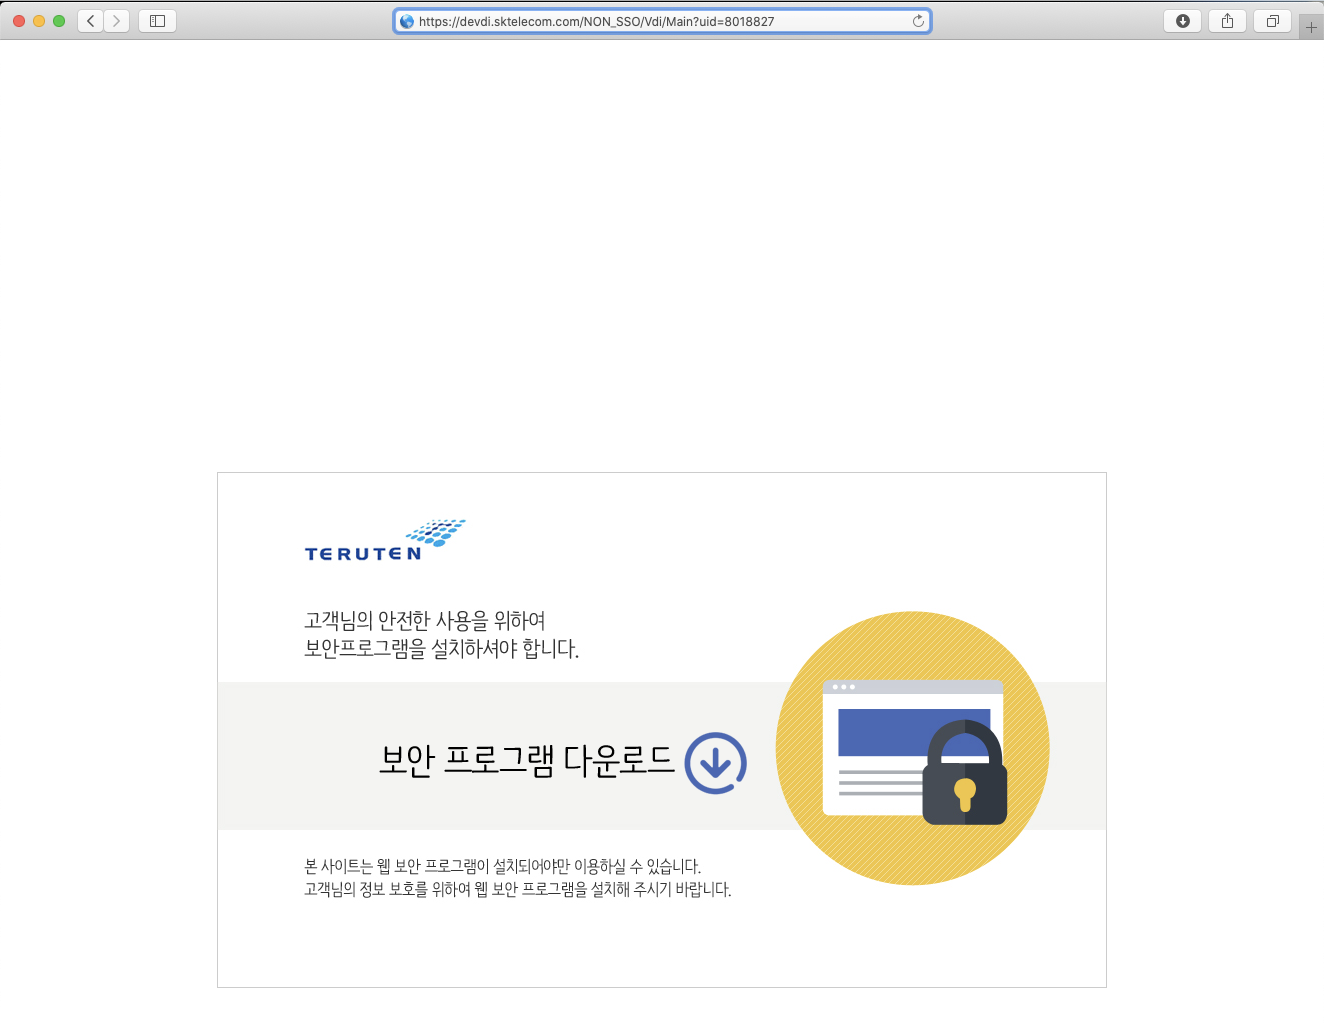 https://devdi.sktelecom.com/NON_SSO/Vdi/Main?uid=8018827
TERUTEN
고객님의 안전한 사용을 위하여
보안프로그램을 설치하셔야 합니다.
보안 프로그램 다운로드
본 사이트는 웹 보안 프로그램이 설치되어야만 이용하실 수 있습니다.
고객님의 정보 보호를 위하여 웹 보안 프로그램을 설치해 주시기 바랍니다.